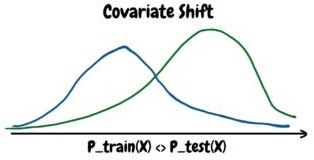 Covariate Shift
P_train(X) <> P_test(X)